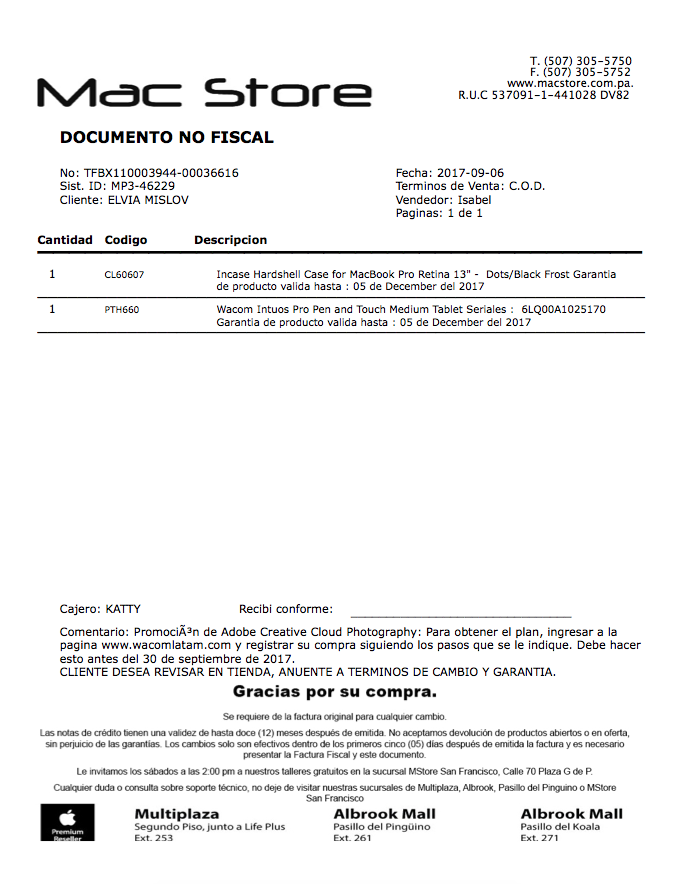 T. (507) 305-5750
F. (507) 305-5752
www.macstore.com.pa.
R.U.C 537091-1-441028 DV82
Mac Store
DOCUMENTO NO FISCAL
No: TFBX110003944-00036616
Sist. ID: MP3-46229
Cliente: ELVIA MISLOV
Fecha: 2017-09-06
Terminos de Venta: C.O.D.
Vendedor: Isabel
Paginas: 1 de 1
Cantidad Codigo Descripcion
1 CL60607 Incase Hardshell Case for MacBook Pro Retina 13" - Dots/Black Frost Garantia
de producto valida hasta : 05 de December del 2017
1 PTH660 Wacom Intuos Pro Pen and Touch Medium Tablet Seriales : 6LQ00A1025170
Garantia de producto valida hasta : 05 de December del 2017
Cajero: KATTY Recibi conforme: ____________________
Comentario: PromocìÃ³n de Adobe Creative Cloud Photography: Para obtener el plan, ingresar a la
pagina www.wacomlatam.com y registrar su compra siguiendo los pasos que se le indique. Debe hacer
esto antes del 30 de septiembre de 2017.
CLIENTE DESEA REVISAR EN TIENDA, ANUENTE A TERMINOS DE CAMBIO Y GARANTIA.
Gracias por su compra.
Se requiere de la factura original para cualquier cambio.
Las notas de crédito tienen una validez de hasta doce (12) meses después de emitida. No aceptamos devolución de productos abiertos o en oferta,
sin perjuicio de las garantías. Los cambios solo son efectivos dentro de los primeros cinco (05) días después de emitida la factura y es necesario
presentar la Factura Fiscal y este documento.
Le invitamos los sábados a las 2:00 pm a nuestros talleres gratuitos en la sucursal MStore San Francisco, Calle 70 Plaza G de P.
Cualquier duda o consulta sobre soporte técnico, no deje de visitar nuestras sucursales de Multiplaza, Albrook, Pasillo del Pinguino o MStore
San Francisco
Premium
Reseller
Multiplaza
Segundo Piso, junto a Life Plus
Ext. 253
Albrook Mall
Pasillo del Pingüino
Ext. 261
Albrook Mall
Pasillo del Koala
Ext. 271